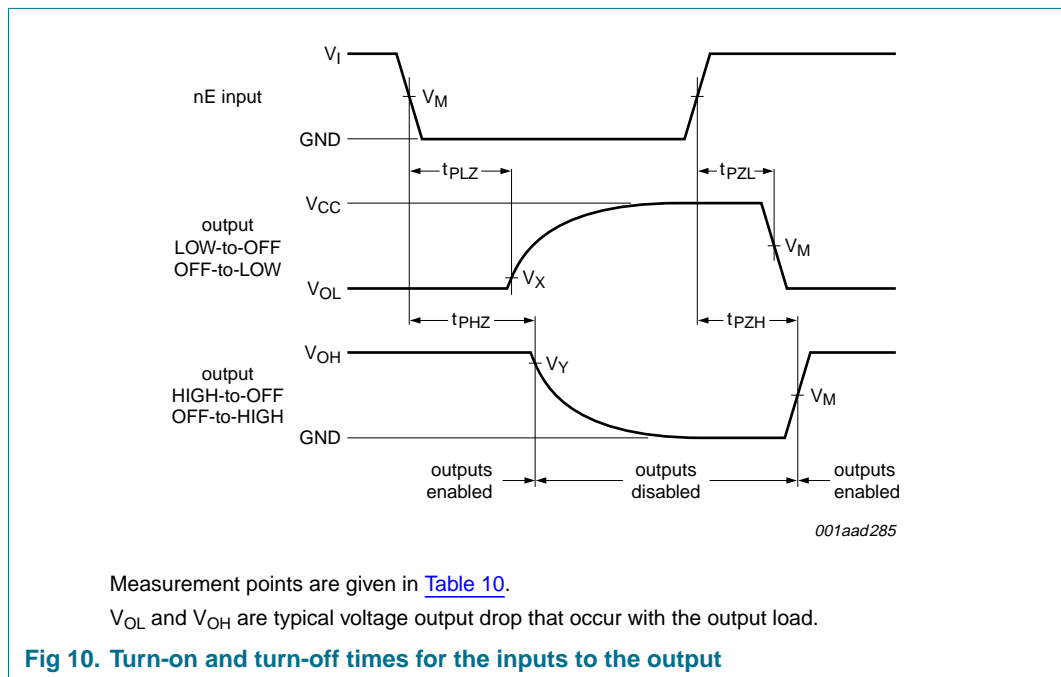 V_I
nE input
V_M
GND
t_PLZ
t_PZL
V_CC
output
LOW-to-OFF
OFF-to-LOW
V_M
V_X
V_OL
t_PHZ
t_PZH
V_OH
output
HIGH-to-OFF
OFF-to-HIGH
V_Y
V_M
GND
outputs
enabled
outputs
disabled
outputs
enabled
001aad285
Measurement points are given in Table 10.
V_OL and V_OH are typical voltage output drop that occur with the output load.
Fig 10. Turn-on and turn-off times for the inputs to the output